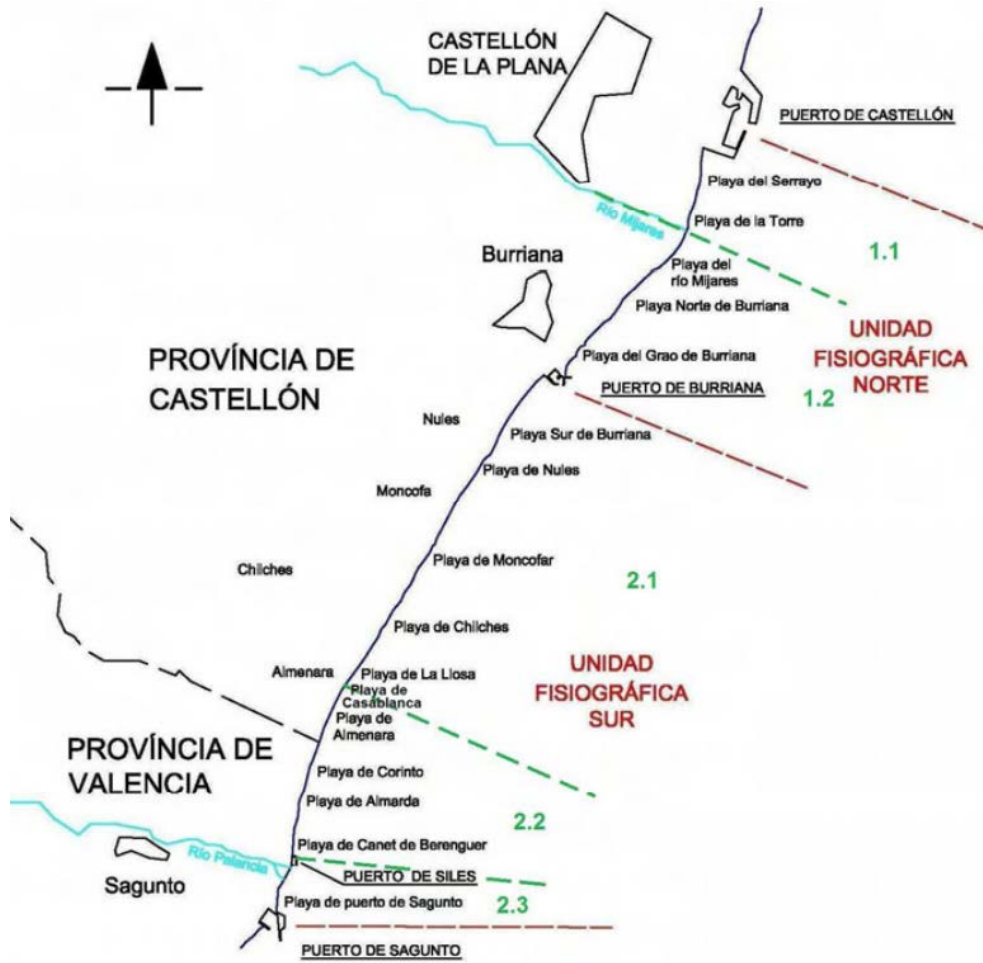 CASTELLÓN
DE LA PLANA
PUERTO DE CASTELLÓN
Playa del Serrayo
Río Mijares
Playa de la Torre
1.1
Burriana
Playa del
río Mijares
Playa Norte de Burriana
UNIDAD
FISIOGRÁFICA
NORTE
PROVÍNCIA DE
CASTELLÓN
Playa del Grao de Burriana
PUERTO DE BURRIANA
1.2
Nules
Playa Sur de Burriana
Playa de Nules
Moncofa
Playa de Moncofar
Chilches
2.1
Playa de Chilches
UNIDAD
FISIOGRÁFICA
SUR
Almenara
Playa de La Llosa
Playa de
Casablanca
Playa de
Almenara
PROVÍNCIA DE
VALENCIA
Playa de Corinto
Playa de Almarda
2.2
Playa de Canet de Berenguer
Río Palancia
PUERTO DE SILES
Sagunto
Playa de puerto de Sagunto
2.3
PUERTO DE SAGUNTO